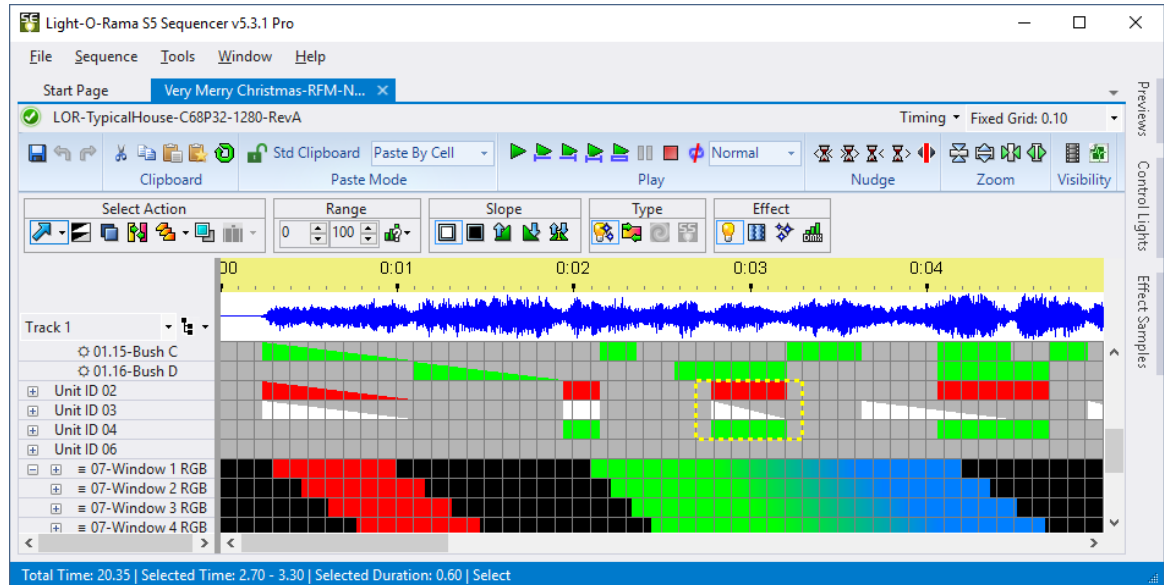 Light-O-Rama S5 Sequencer v5.3.1 Pro
File Sequence Tools Window Help
Start Page Very Merry Christmas-RFM-N...
LOR-TypicalHouse-C68P32-1280-RevA Timing Fixed Grid: 0.10
Std Clipboard Paste By Cell Normal
Clipboard Paste Mode Play Nudge Zoom Visibility
Select Action Range Slope Type Effect
0 100
00 0:01 0:02 0:03 0:04
Track 1
01.15-Bush C
01.16-Bush D
Unit ID 02
Unit ID 03
Unit ID 04
Unit ID 06
07-Window 1 RGB
07-Window 2 RGB
07-Window 3 RGB
07-Window 4 RGB
Total Time: 20.35 | Selected Time: 2.70 - 3.30 | Selected Duration: 0.60 | Select
Previews
Control Lights
Effect Samples